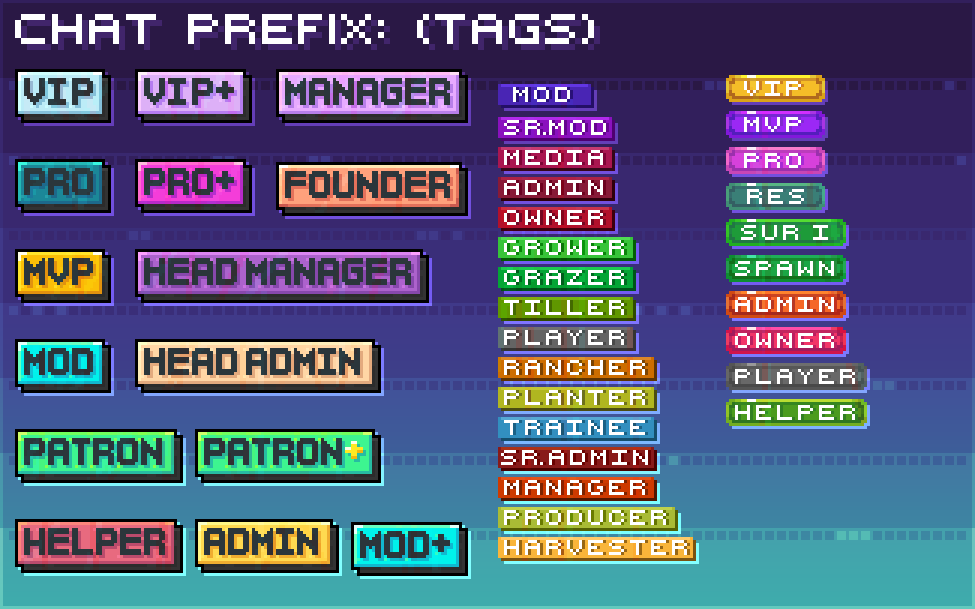 CHAT PREFIX: (TAGS)
VIP VIP+ MANAGER
PRO PRO+ FOUNDER
MVP HEAD MANAGER
MOD HEAD ADMIN
PATRON PATRON+
HELPER ADMIN MOD+
MOD
SR.MOD
MEDIA
ADMIN
OWNER
GROWER
GRAZER
TILLER
PLAYER
RANCHER
PLANTER
TRAINEE
SR.ADMIN
MANAGER
PRODUCER
HARVESTER
VIP
MVP
PRO
RES
SUR I
SPAWN
ADMIN
OWNER
PLAYER
HELPER